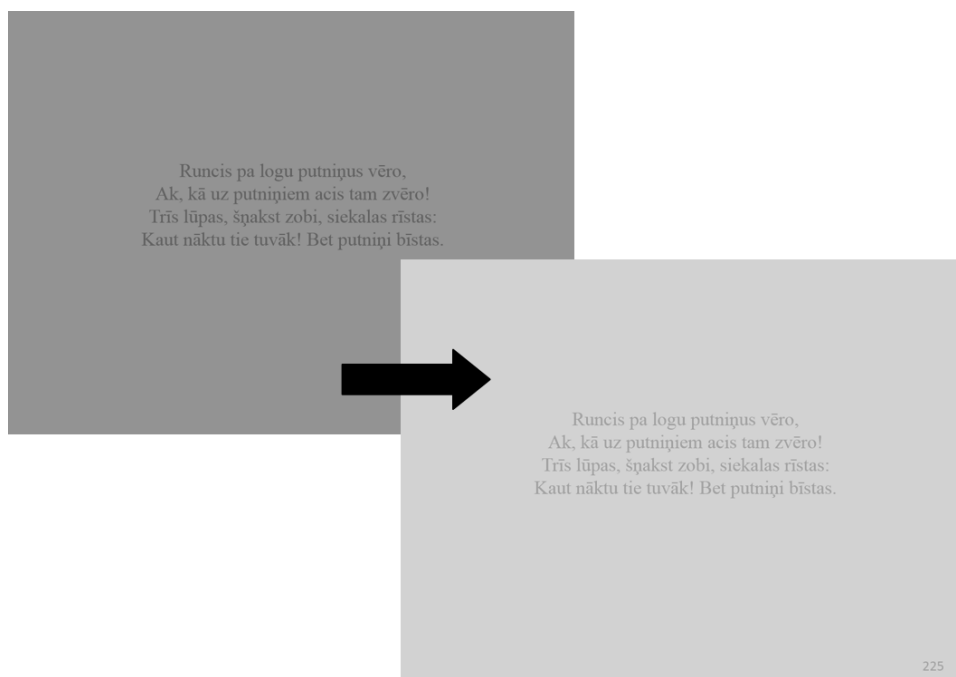 Runcis pa logu putniņus vēro,
Ak, kā uz putniņiem acis tam zvēro!
Trīs lūpas, šņakst zobi, siekalas rīstas:
Kaut nāktu tie tuvāk! Bet putniņi bīstas.
Runcis pa logu putniņus vēro,
Ak, kā uz putniņiem acis tam zvēro!
Trīs lūpas, šņakst zobi, siekalas rīstas:
Kaut nāktu tie tuvāk! Bet putniņi bīstas.
225